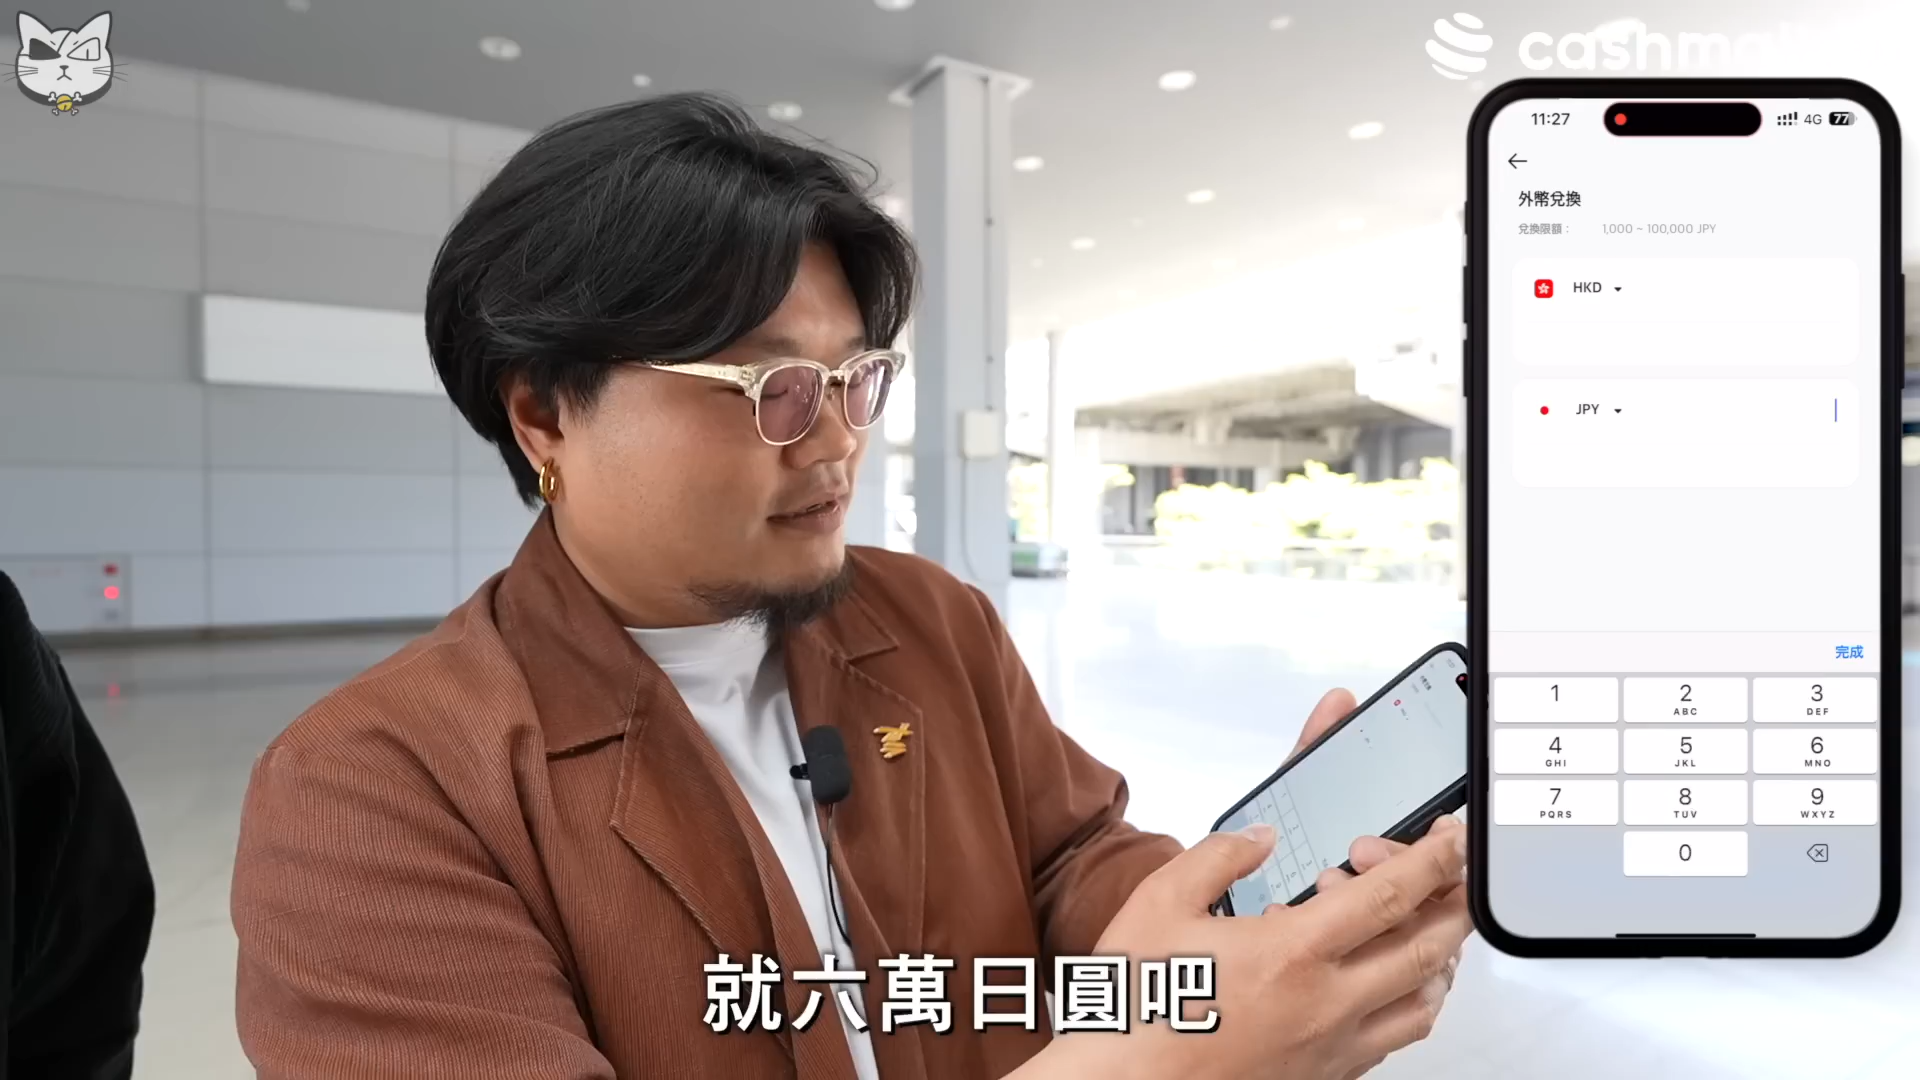 cashma
11:27
4G 77
外幣兌換
兌換限額： 1,000 ~ 100,000 JPY
HKD
JPY
完成
1
2 ABC
3 DEF
4 GHI
5 JKL
6 MNO
7 PQRS
8 TUV
9 WXYZ
0
就六萬日圓吧